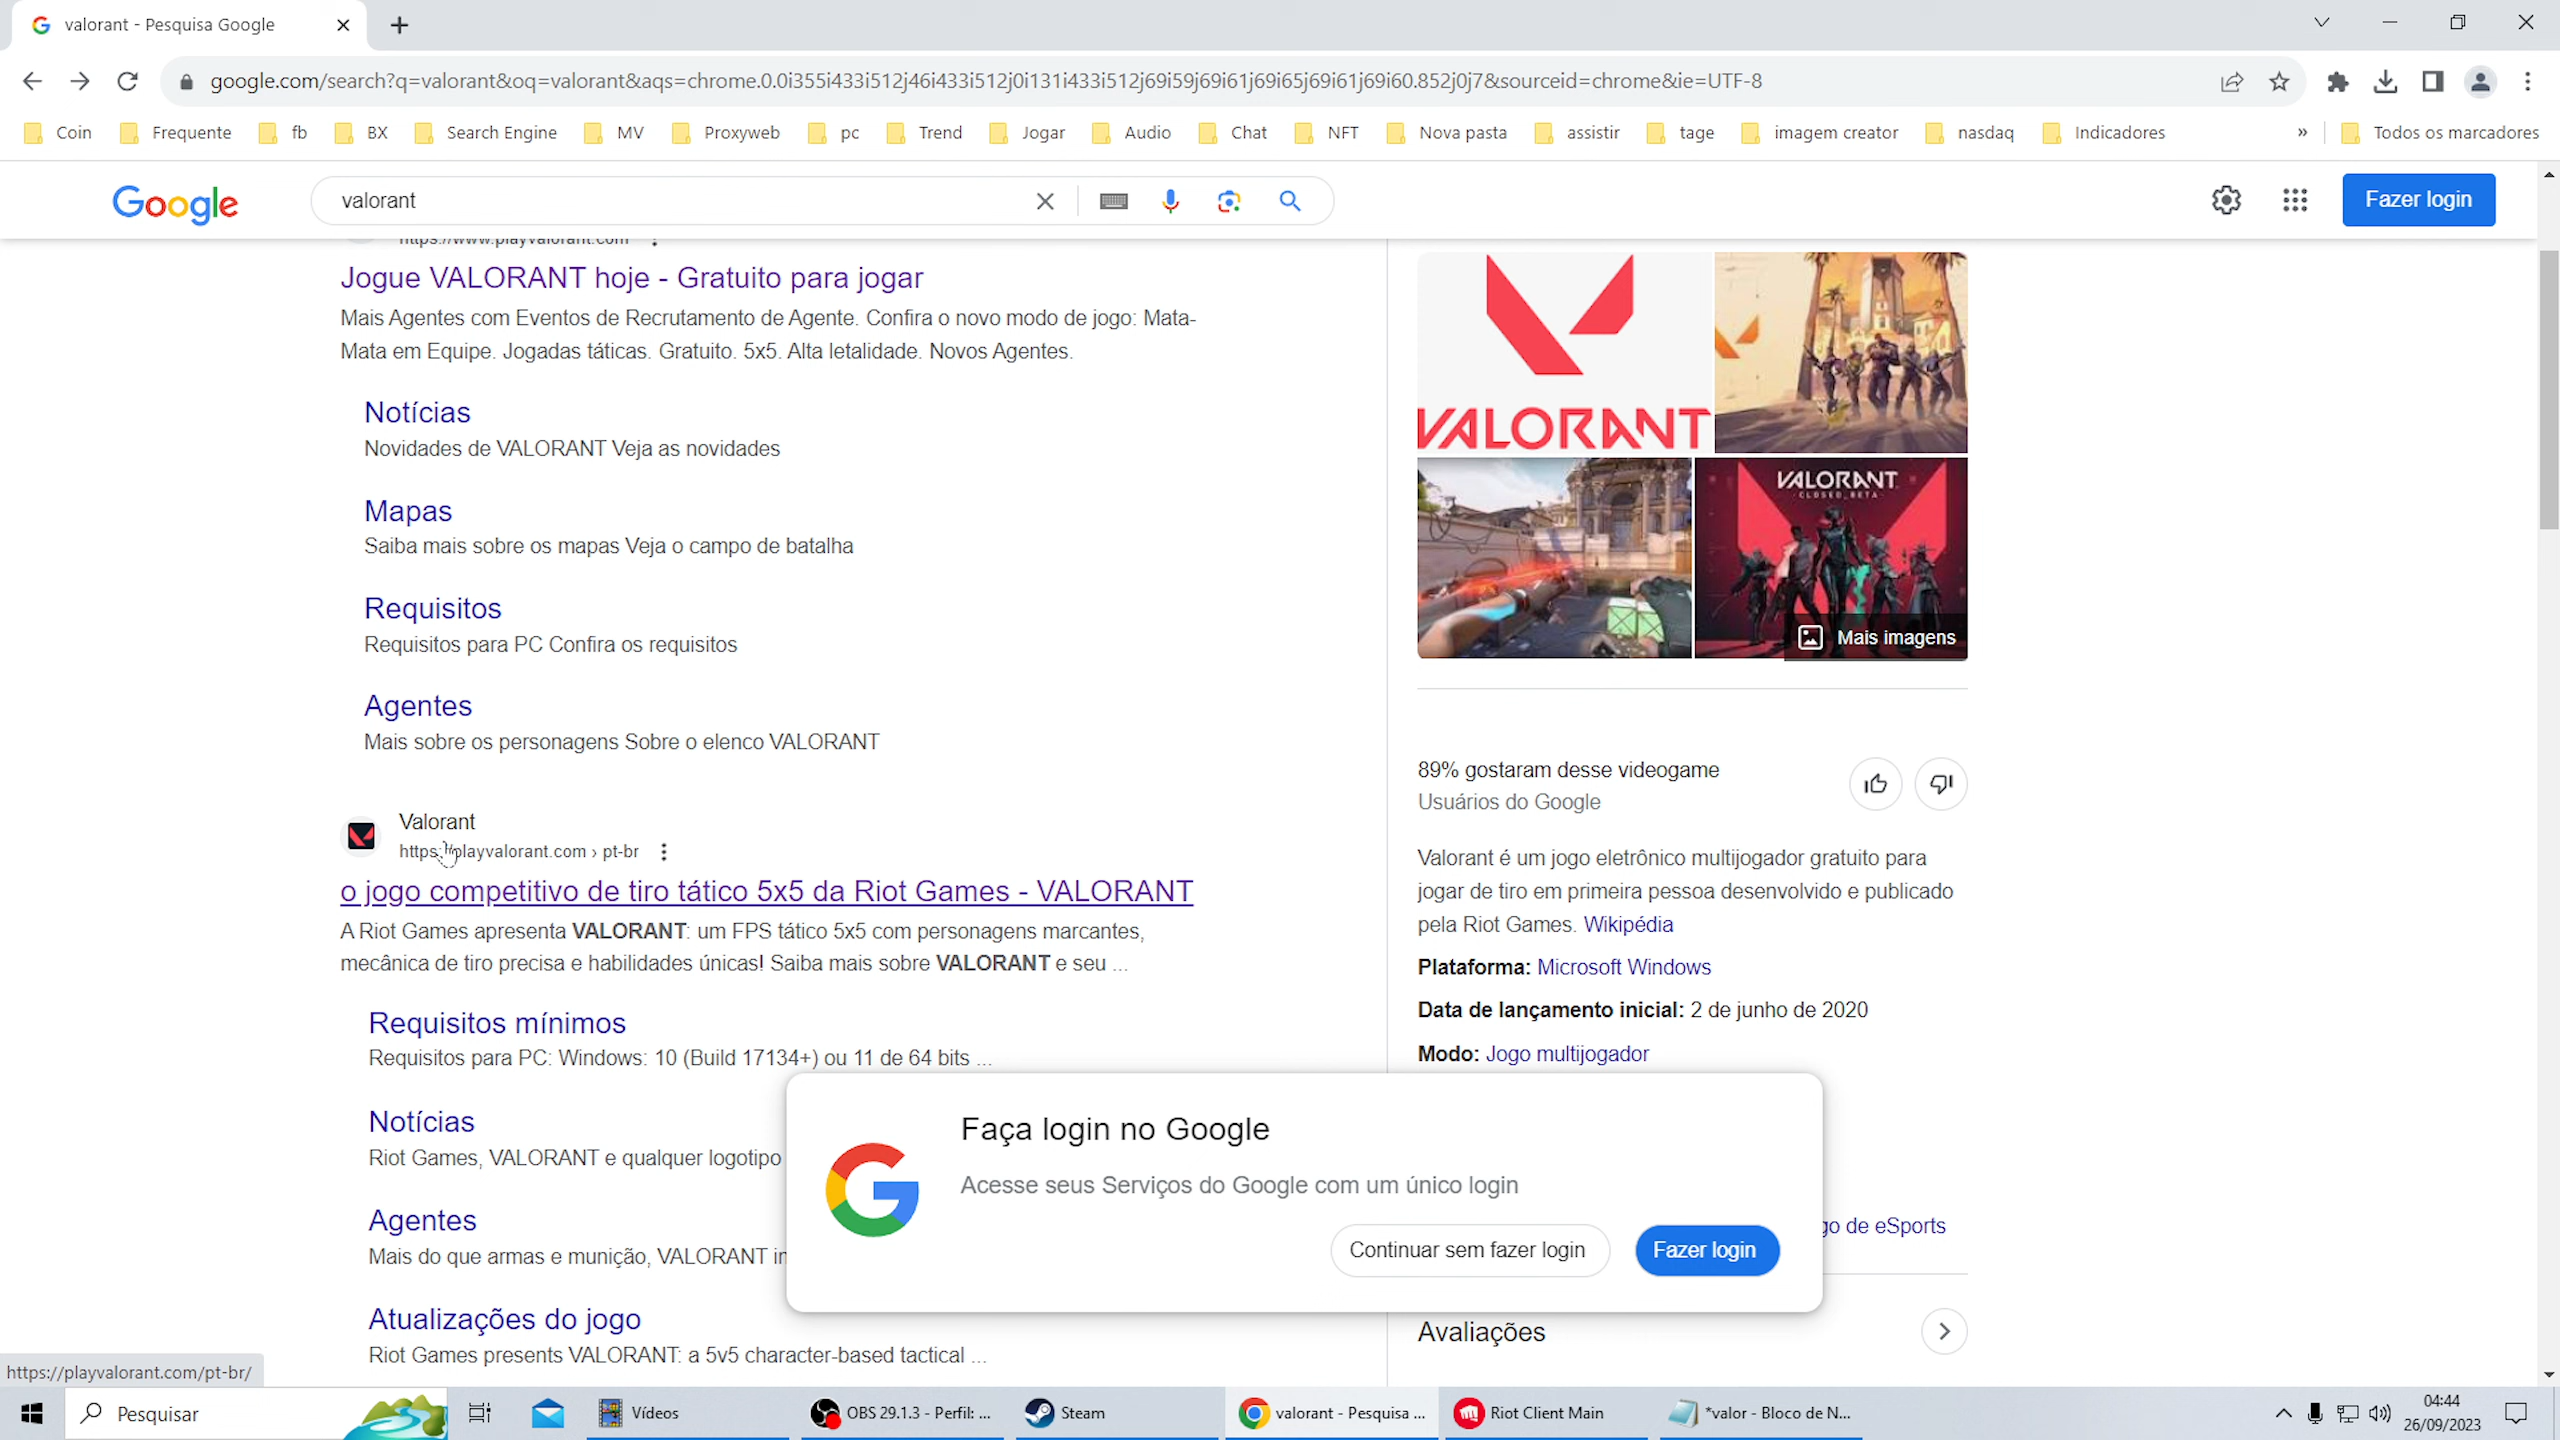 valorant - Pesquisa Google
google.com/search?q=valorant&oq=valorant&aqs=chrome.0.0i355i433i512j46i433i512j0i131i433i512j69i59j69i61j69i65j69i61j69i60.852j0j7&sourceid=chrome&ie=UTF-8
Coin Frequente fb BX Search Engine MV Proxyweb pc Trend Jogar Audio Chat NFT Nova pasta assistir tage imagem creator nasdaq Indicadores » Todos os marcadores
Google valorant Fazer login
https://www.playvalorant.com
Jogue VALORANT hoje - Gratuito para jogar
Mais Agentes com Eventos de Recrutamento de Agente. Confira o novo modo de jogo: Mata-
Mata em Equipe. Jogadas táticas. Gratuito. 5x5. Alta letalidade. Novos Agentes.
Notícias
Novidades de VALORANT Veja as novidades
Mapas
Saiba mais sobre os mapas Veja o campo de batalha
Requisitos
Requisitos para PC Confira os requisitos
Agentes
Mais sobre os personagens Sobre o elenco VALORANT
Valorant
https://playvalorant.com › pt-br
o jogo competitivo de tiro tático 5x5 da Riot Games - VALORANT
A Riot Games apresenta VALORANT: um FPS tático 5x5 com personagens marcantes,
mecânica de tiro precisa e habilidades únicas! Saiba mais sobre VALORANT e seu ...
Requisitos mínimos
Requisitos para PC: Windows: 10 (Build 17134+) ou 11 de 64 bits ...
Notícias
Riot Games, VALORANT e qualquer logotipo
Agentes
Mais do que armas e munição, VALORANT in
Atualizações do jogo
Riot Games presents VALORANT: a 5v5 character-based tactical ...
VALORANT
VALORANT
CLOSED BETA
Mais imagens
89% gostaram desse videogame
Usuários do Google
Valorant é um jogo eletrônico multijogador gratuito para
jogar de tiro em primeira pessoa desenvolvido e publicado
pela Riot Games. Wikipédia
Plataforma: Microsoft Windows
Data de lançamento inicial: 2 de junho de 2020
Modo: Jogo multijogador
go de eSports
Avaliações
Faça login no Google
Acesse seus Serviços do Google com um único login
Continuar sem fazer login Fazer login
https://playvalorant.com/pt-br/
Pesquisar Vídeos OBS 29.1.3 - Perfil: ... Steam valorant - Pesquisa ... Riot Client Main *valor - Bloco de N... 04:44
26/09/2023